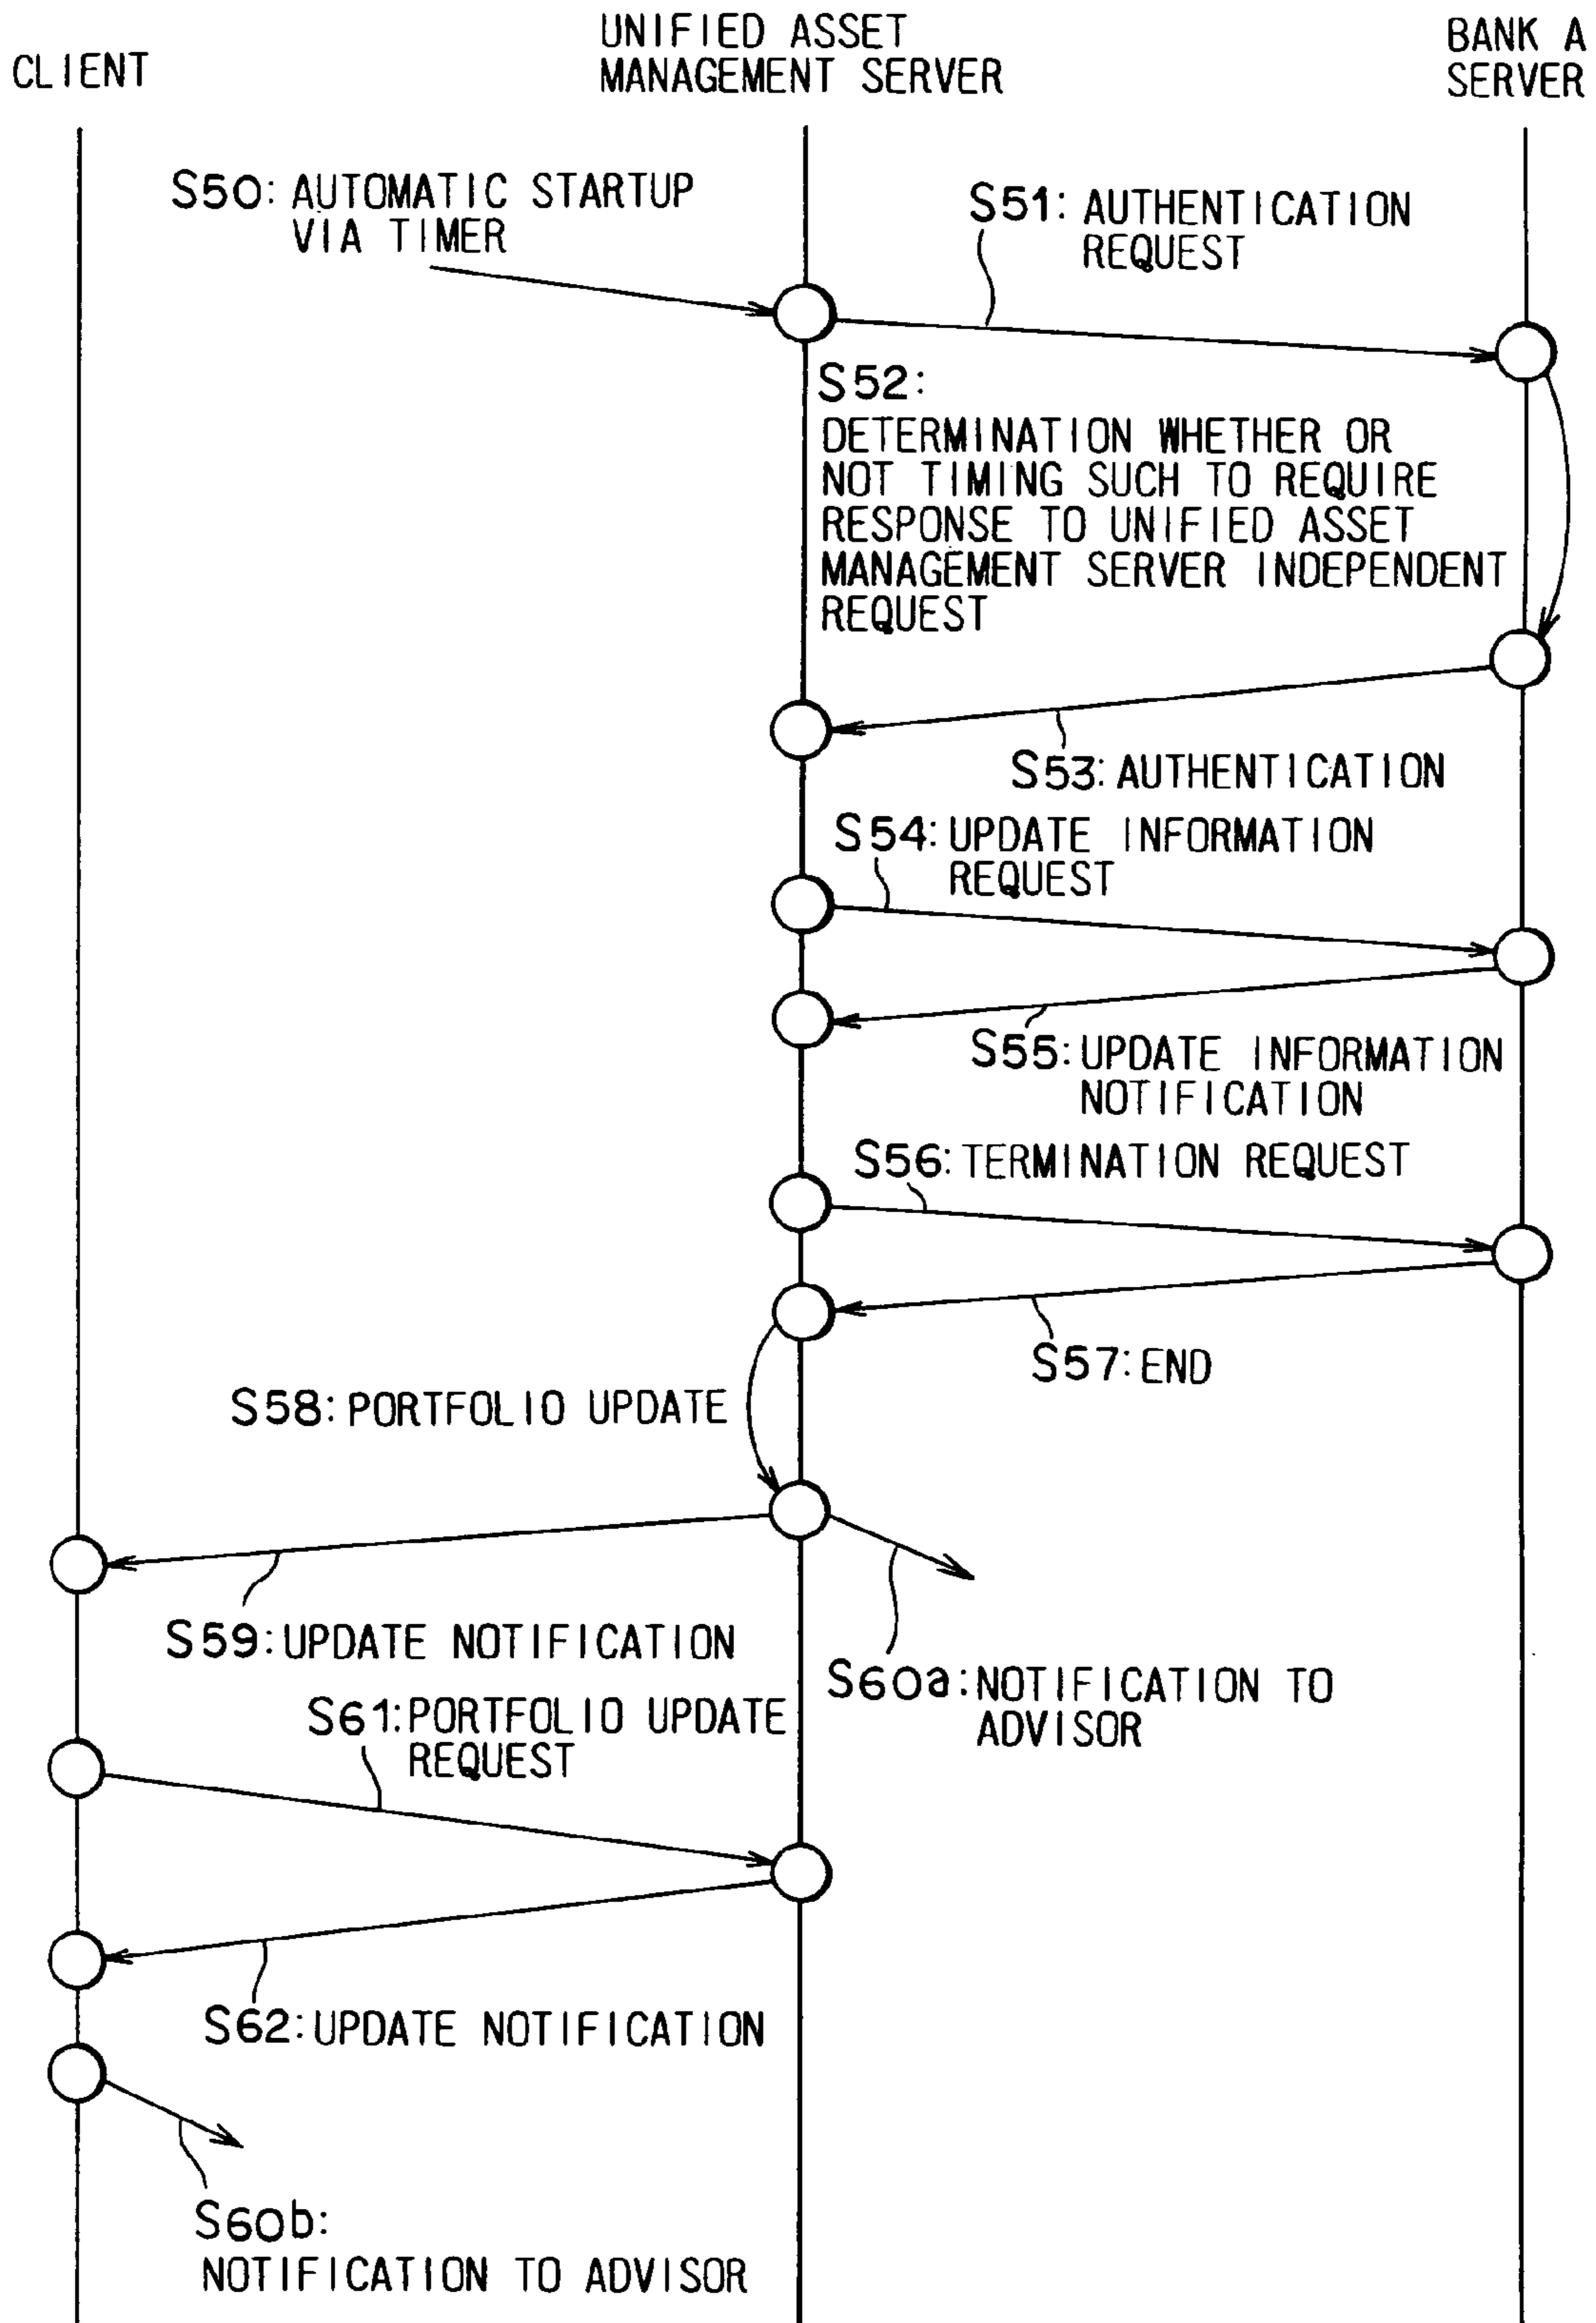 CLIENT
UNIFIED ASSET
MANAGEMENT SERVER
BANK A
SERVER
S50: AUTOMATIC STARTUP
VIA TIMER
S51: AUTHENTICATION
REQUEST
S52:
DETERMINATION WHETHER OR
NOT TIMING SUCH TO REQUIRE
RESPONSE TO UNIFIED ASSET
MANAGEMENT SERVER INDEPENDENT
REQUEST
S53: AUTHENTICATION
S54: UPDATE INFORMATION
REQUEST
S55: UPDATE INFORMATION
NOTIFICATION
S56: TERMINATION REQUEST
S57: END
S58: PORTFOLIO UPDATE
S59: UPDATE NOTIFICATION
S60a: NOTIFICATION TO
ADVISOR
S61: PORTFOLIO UPDATE
REQUEST
S62: UPDATE NOTIFICATION
S60b:
NOTIFICATION TO ADVISOR